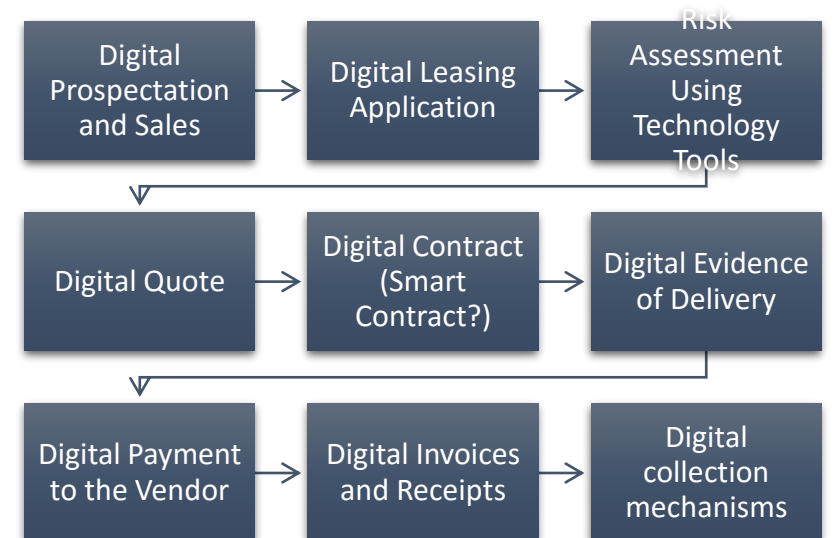 Digital
Prospectation
and Sales
Digital Leasing
Application
Risk
Assessment
Using
Technology
Tools
Digital Quote
Digital Contract
(Smart
Contract?)
Digital Evidence
of Delivery
Digital Payment
to the Vendor
Digital Invoices
and Receipts
Digital
collection
mechanisms